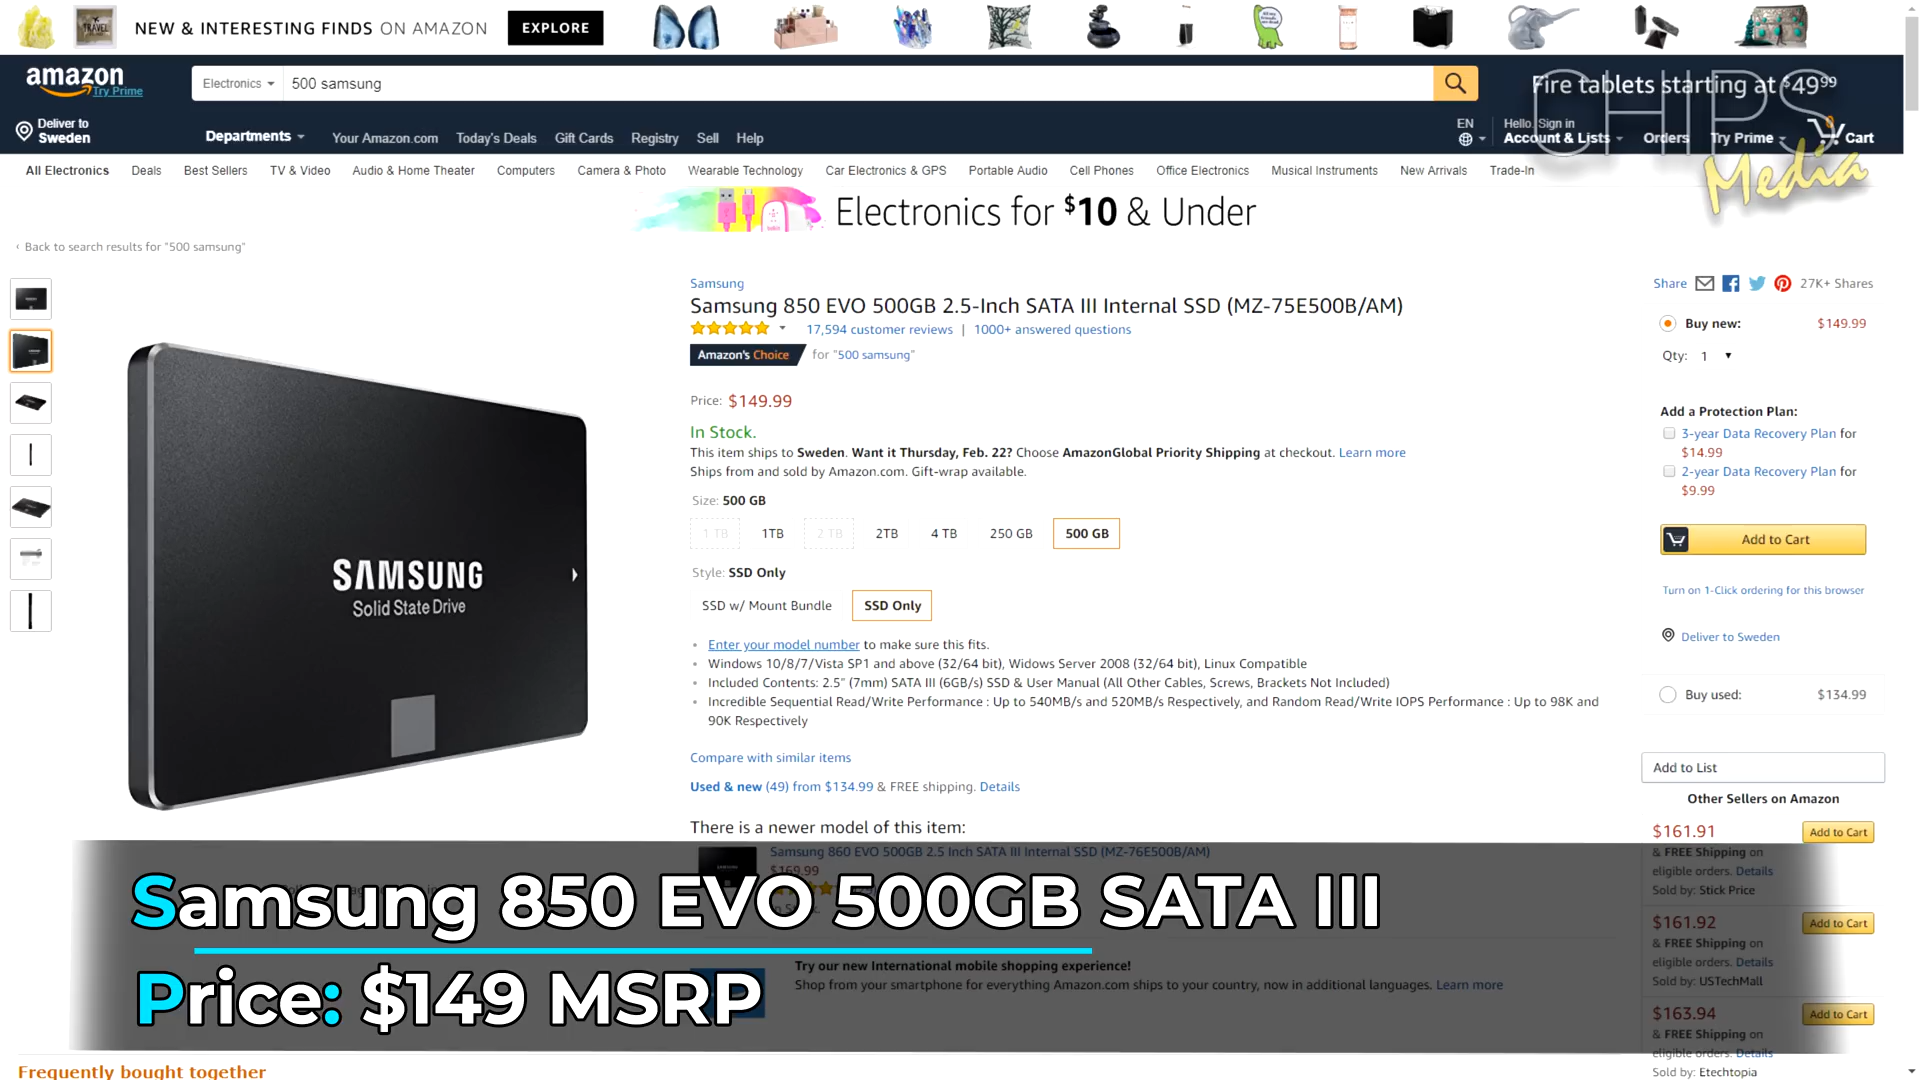 NEW & INTERESTING FINDS ON AMAZON EXPLORE
TRAVEL
amazon
Try Prime
Electronics
500 samsung
Fire tablets starting at $49.99
CHIPS
Media
Deliver to
Sweden
Departments
Your Amazon.com Today's Deals Gift Cards Registry Sell Help
EN
Hello. Sign in
Account & Lists
Orders
Try Prime
0
Cart
All Electronics Deals Best Sellers TV & Video Audio & Home Theater Computers Camera & Photo Wearable Technology Car Electronics & GPS Portable Audio Cell Phones Office Electronics Musical Instruments New Arrivals Trade-In
Electronics for $10 & Under
‹ Back to search results for "500 samsung"
SAMSUNG
Solid State Drive
Samsung
Samsung 850 EVO 500GB 2.5-Inch SATA III Internal SSD (MZ-75E500B/AM)
17,594 customer reviews | 1000+ answered questions
Amazon's Choice for "500 samsung"
Price: $149.99
In Stock.
This item ships to Sweden. Want it Thursday, Feb. 22? Choose AmazonGlobal Priority Shipping at checkout. Learn more
Ships from and sold by Amazon.com. Gift-wrap available.
Size: 500 GB
1 TB 1TB 2 TB 2TB 4 TB 250 GB 500 GB
Style: SSD Only
SSD w/ Mount Bundle SSD Only
Enter your model number to make sure this fits.
Windows 10/8/7/Vista SP1 and above (32/64 bit), Widows Server 2008 (32/64 bit), Linux Compatible
Included Contents: 2.5" (7mm) SATA III (6GB/s) SSD & User Manual (All Other Cables, Screws, Brackets Not Included)
Incredible Sequential Read/Write Performance : Up to 540MB/s and 520MB/s Respectively, and Random Read/Write IOPS Performance : Up to 98K and
90K Respectively
Compare with similar items
Used & new (49) from $134.99 & FREE shipping. Details
There is a newer model of this item:
Samsung 860 EVO 500GB 2.5 Inch SATA III Internal SSD (MZ-76E500B/AM)
$169.99
Samsung 850 EVO 500GB SATA III
Price: $149 MSRP
Try our new International mobile shopping experience!
Shop from your smartphone for everything Amazon.com ships to your country, now in additional languages. Learn more
Frequently bought together
Share 27K+ Shares
Buy new: $149.99
Qty: 1
Add a Protection Plan:
3-year Data Recovery Plan for
$14.99
2-year Data Recovery Plan for
$9.99
Add to Cart
Turn on 1-Click ordering for this browser
Deliver to Sweden
Buy used: $134.99
Add to List
Other Sellers on Amazon
$161.91 Add to Cart
& FREE Shipping on
eligible orders. Details
Sold by: Stick Price
$161.92 Add to Cart
& FREE Shipping on
eligible orders. Details
Sold by: USTechMall
$163.94 Add to Cart
& FREE Shipping on
eligible orders. Details
Sold by: Etechtopia